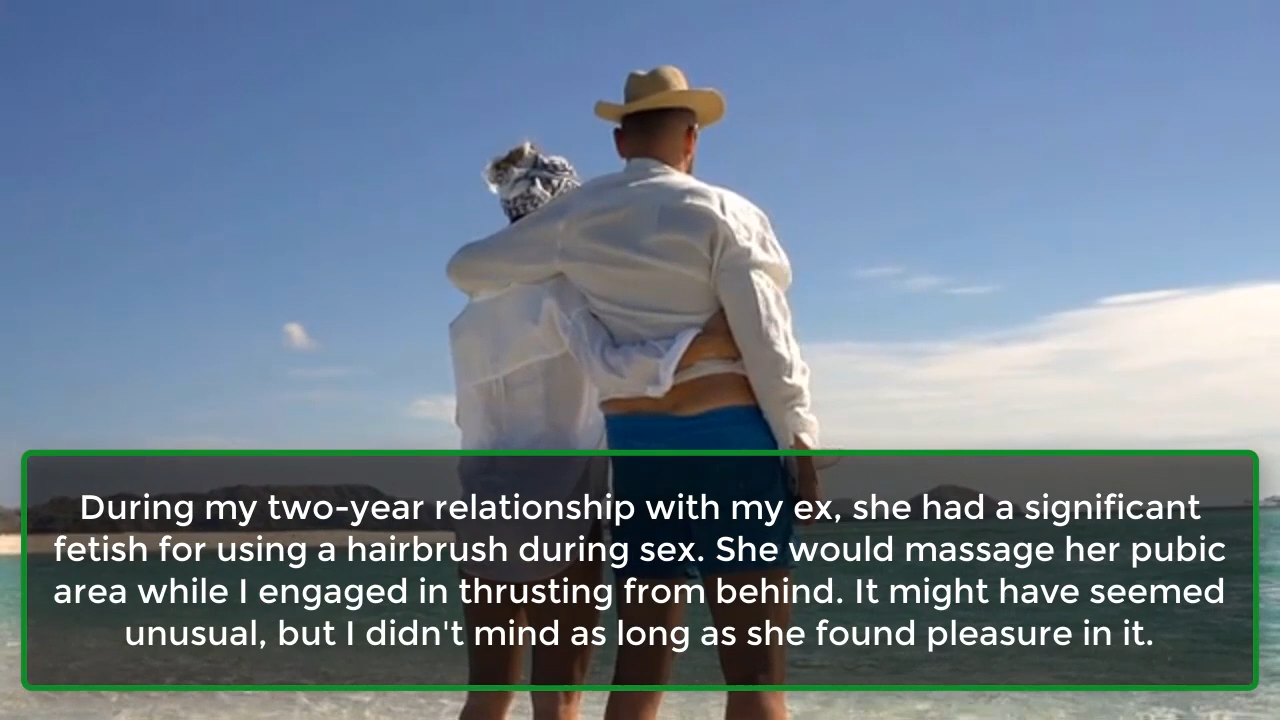 During my two-year relationship with my ex, she had a significant
fetish for using a hairbrush during sex. She would massage her pubic
area while I engaged in thrusting from behind. It might have seemed
unusual, but I didn't mind as long as she found pleasure in it.